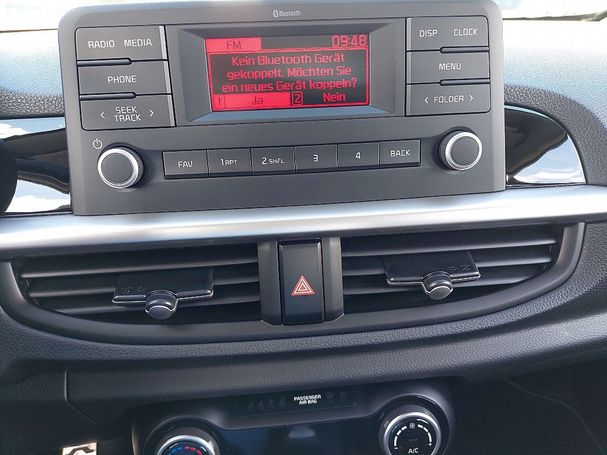 Bluetooth
RADIO MEDIA
PHONE
< SEEK TRACK >
FM 09:48
Kein Bluetooth Gerät
gekoppelt. Möchten Sie
ein neues Gerät koppeln?
1 Ja 2 Nein
DISP CLOCK
MENU
< FOLDER >
FAV 1 RPT 2 SHFL 3 4 BACK
PASSENGER
AIR BAG
A/C